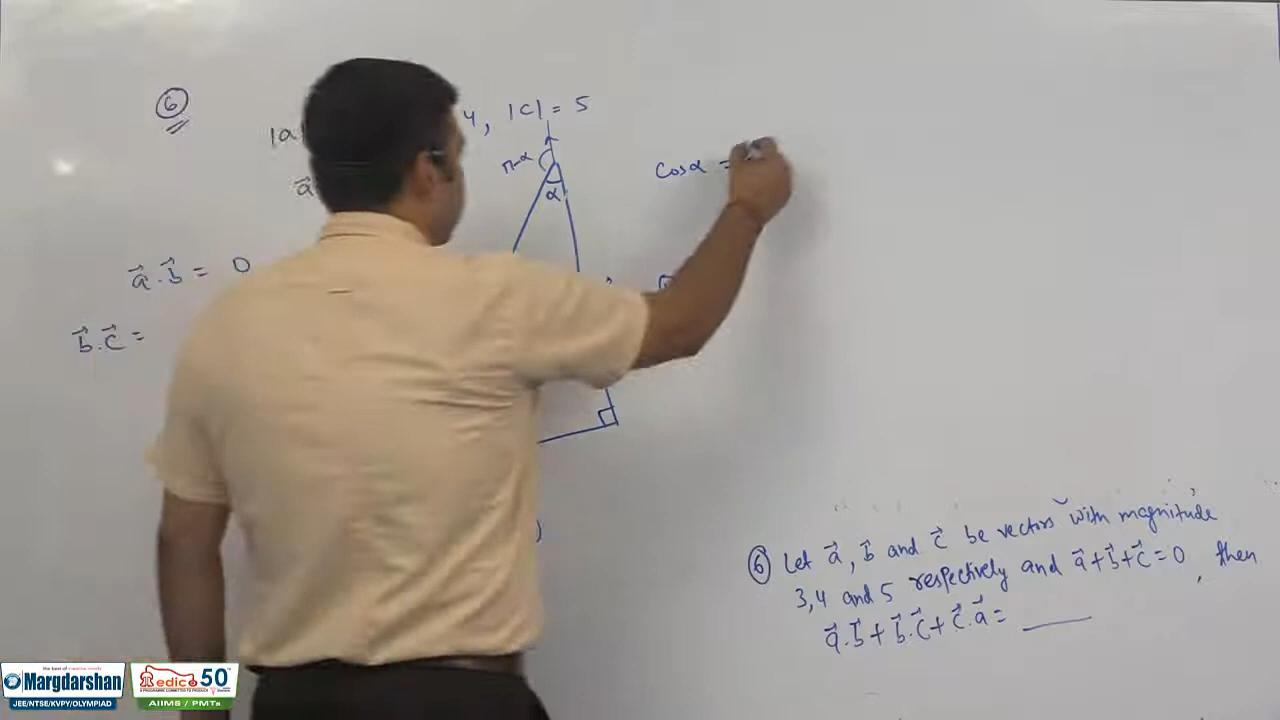 6
|a| 4, |c| = 5
π-α
α
cosα =
a⃗
a⃗.b⃗ = 0
b⃗.c⃗ =
6 Let a⃗, b⃗ and c⃗ be vectors with magnitude
3,4 and 5 respectively and a⃗+b⃗+c⃗=0, then
a⃗.b⃗+b⃗.c⃗+c⃗.a⃗= ____
Margdarshan
JEE/NTSE/KVPY/OLYMPIAD
Medico 50
AIIMS / PMTs